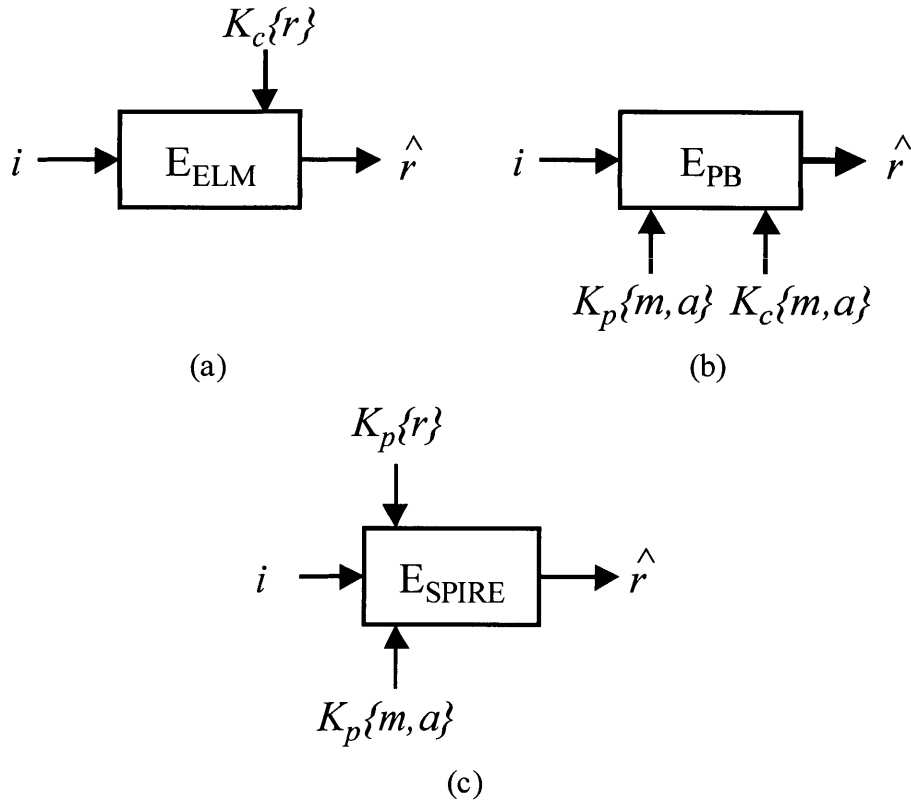 K_c{r}
i E_ELM r̂
(a)
i E_PB r̂
K_p{m,a} K_c{m,a}
(b)
K_p{r}
i E_SPIRE r̂
K_p{m,a}
(c)